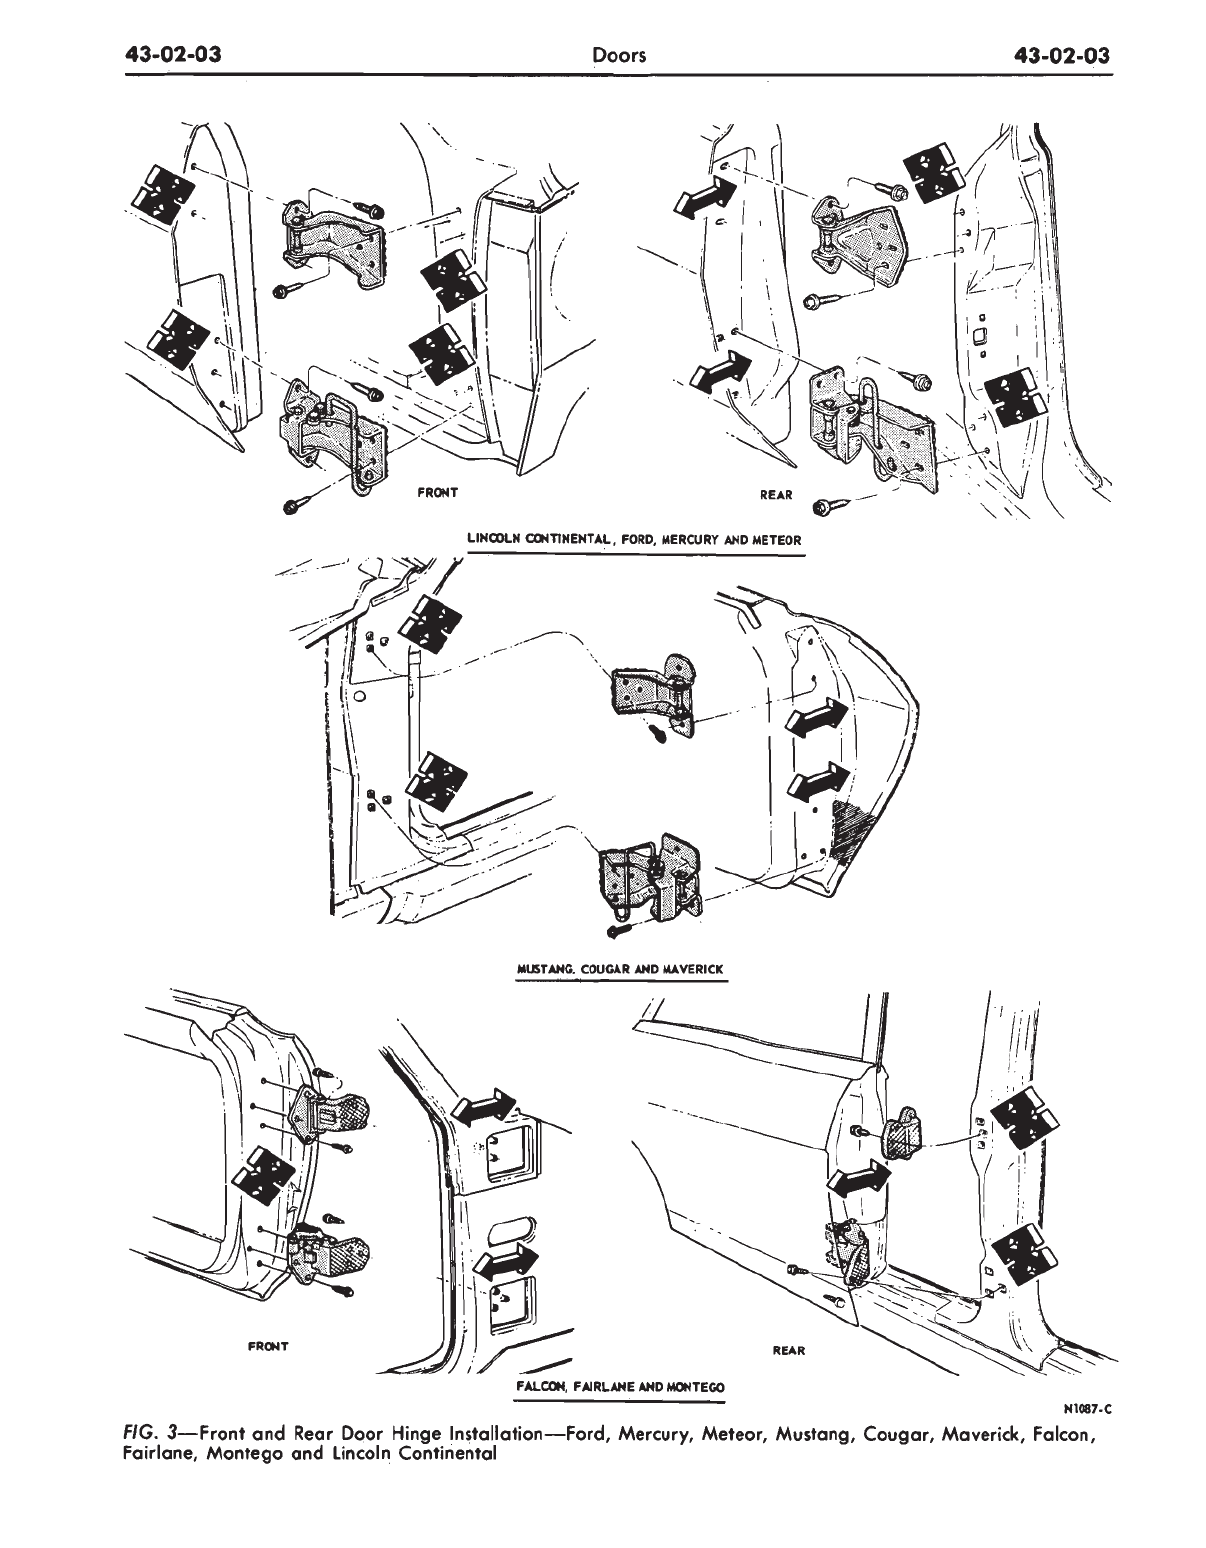 43-02-03 Doors 43-02-03
FRONT REAR
LINCOLN CONTINENTAL, FORD, MERCURY AND METEOR
MUSTANG. COUGAR AND MAVERICK
FRONT REAR
FALCON, FAIRLANE AND MONTEGO
N1087-C
FIG. 3—Front and Rear Door Hinge Installation—Ford, Mercury, Meteor, Mustang, Cougar, Maverick, Falcon,
Fairlane, Montego and Lincoln Continental